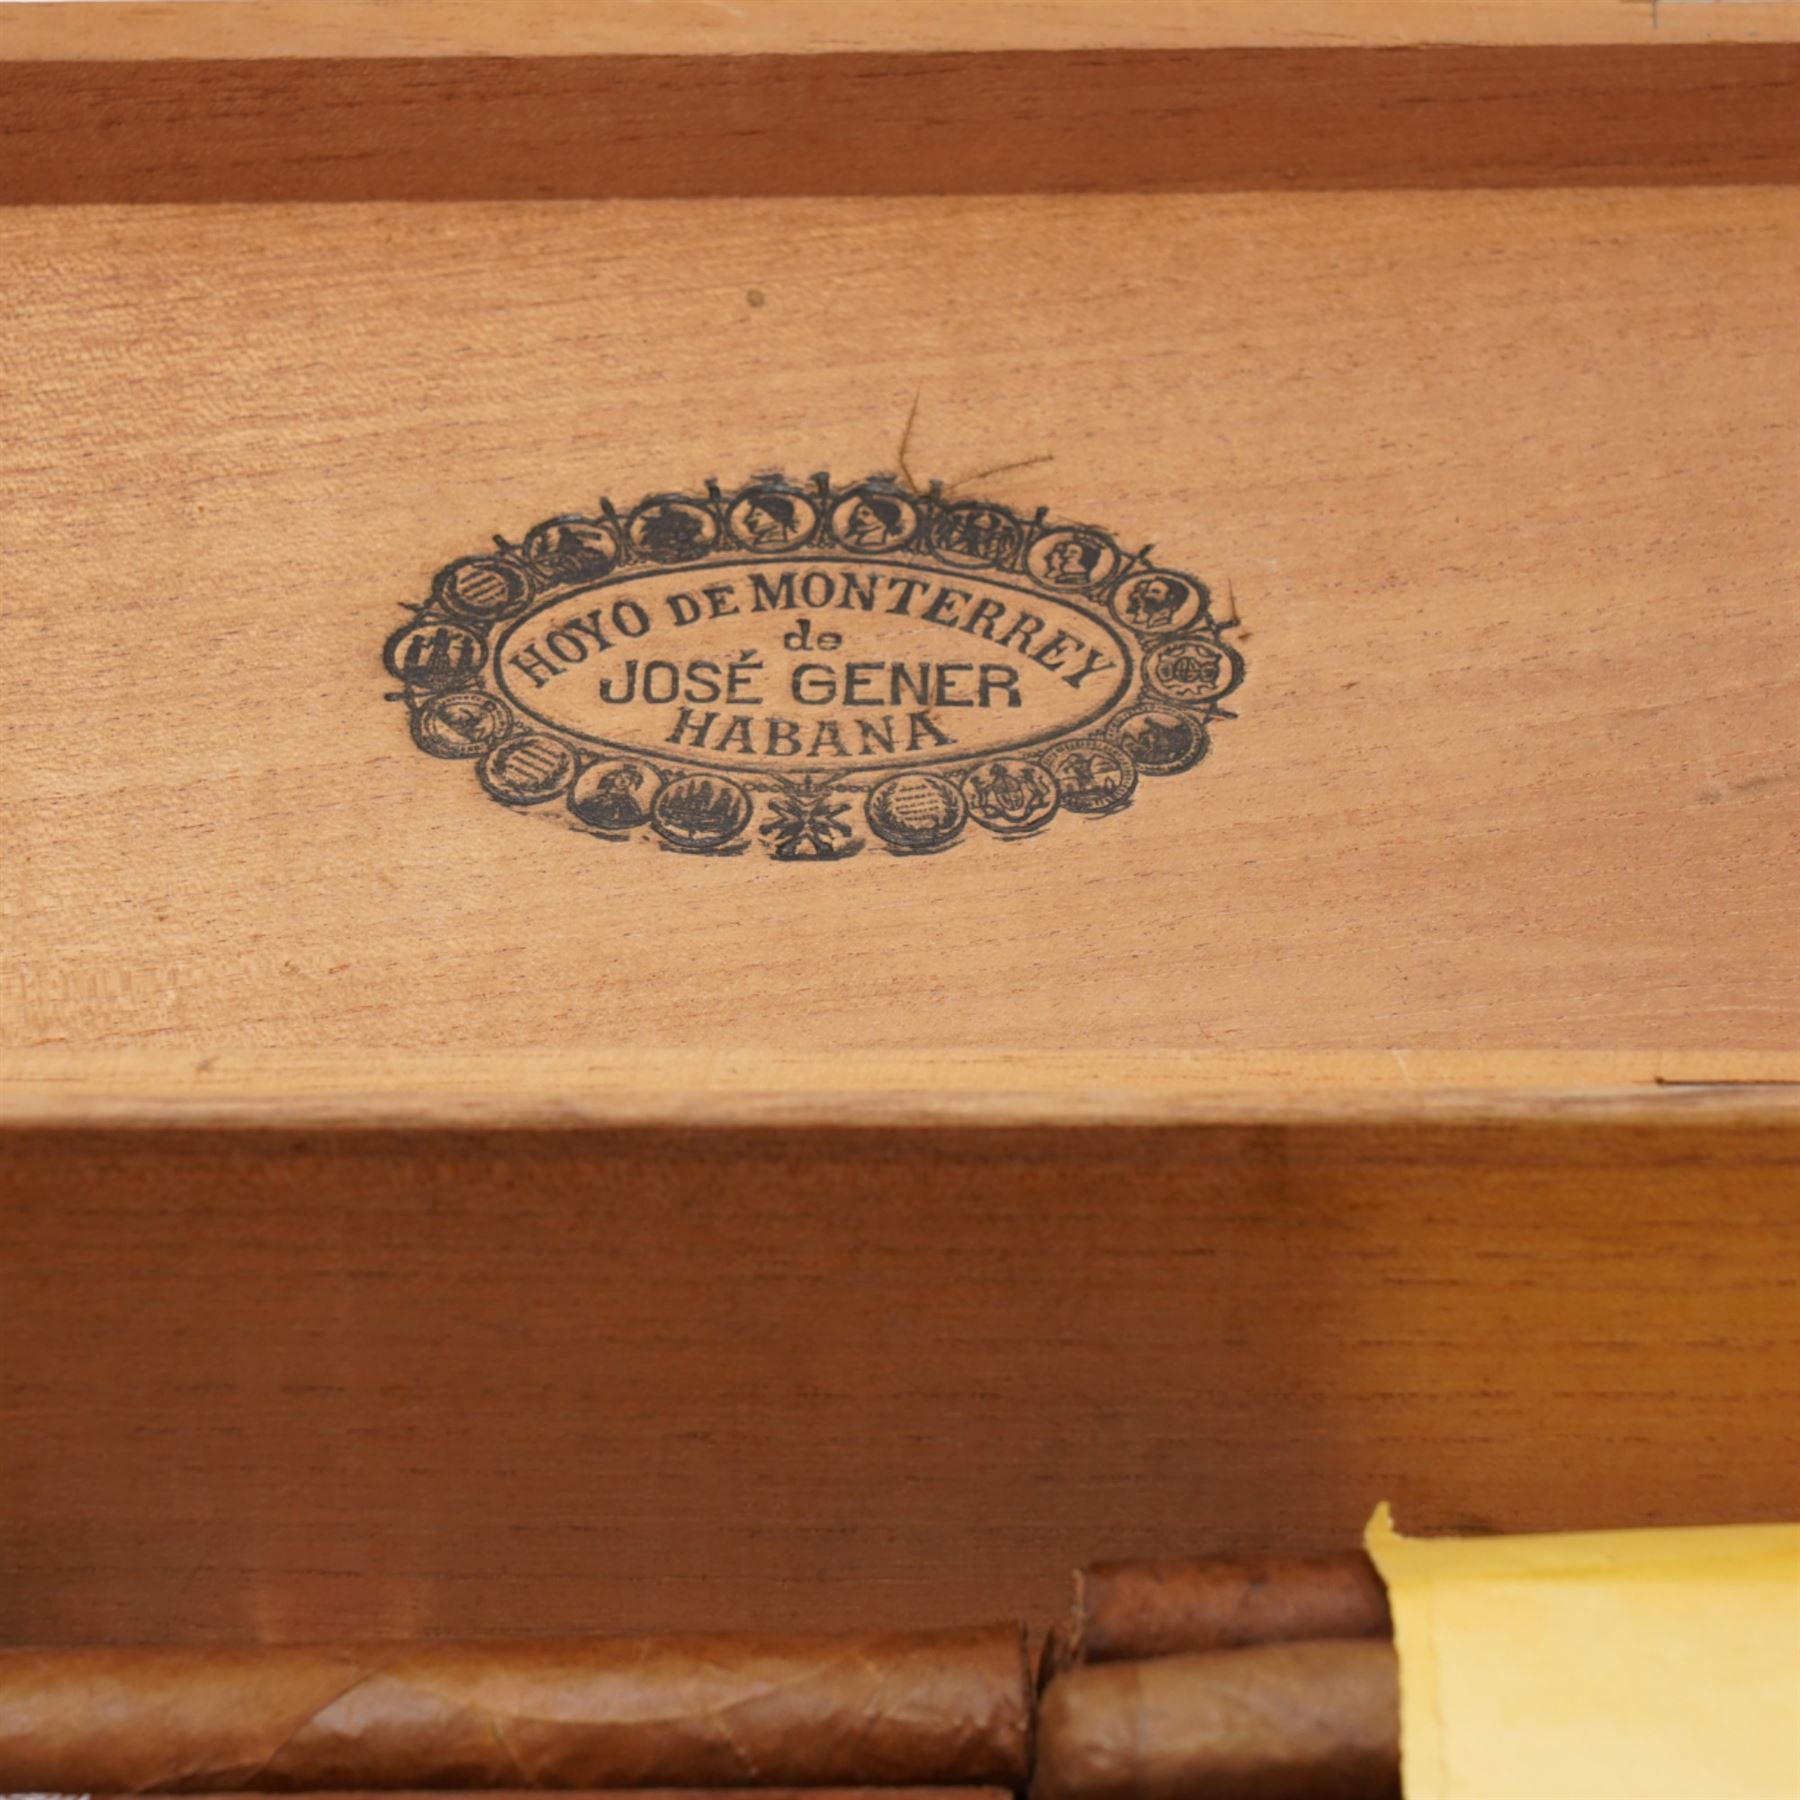 HOYO DE MONTERREY
de
JOSÉ GENER
HABANA